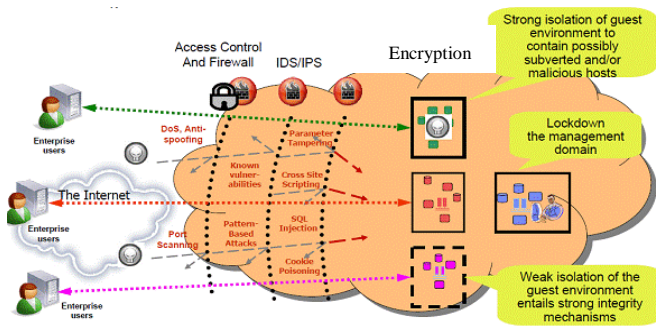 Strong isolation of guest
environment to
contain possibly
subverted and/or
malicious hosts
Access Control
And Firewall
IDS/IPS
Encryption
Enterprise
users
DoS, Anti-
spoofing
Parameter
Tampering
Lockdown
the management
domain
Known
vulner-
abilities
Cross Site
Scripting
The Internet
Enterprise
users
Port
Scanning
Pattern-
Based
Attacks
SQL
Injection
Cookie
Poisoning
Enterprise
users
Weak isolation of the
guest environment
entails strong integrity
mechanisms